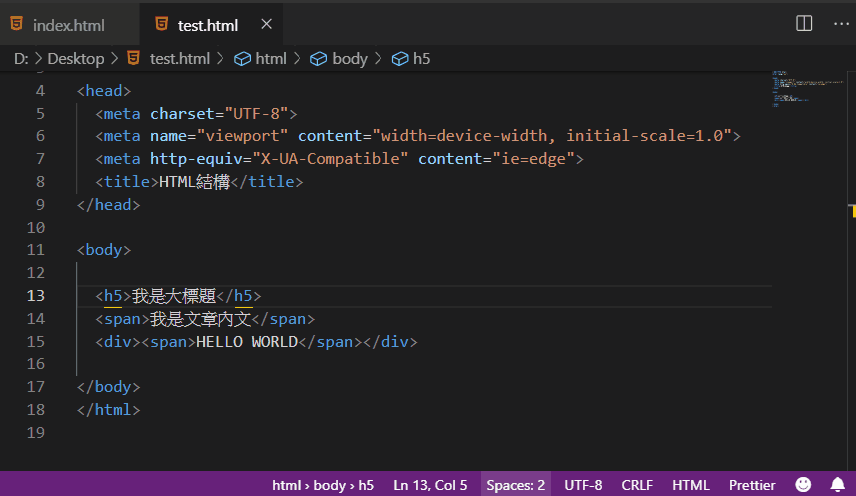 index.html test.html
D: > Desktop > test.html > html > body > h5
4 <head>
5 <meta charset="UTF-8">
6 <meta name="viewport" content="width=device-width, initial-scale=1.0">
7 <meta http-equiv="X-UA-Compatible" content="ie=edge">
8 <title>HTML結構</title>
9 </head>
10
11 <body>
12
13 <h5>我是大標題</h5>
14 <span>我是文章內文</span>
15 <div><span>HELLO WORLD</span></div>
16
17 </body>
18 </html>
19
html › body › h5 Ln 13, Col 5 Spaces: 2 UTF-8 CRLF HTML Prettier